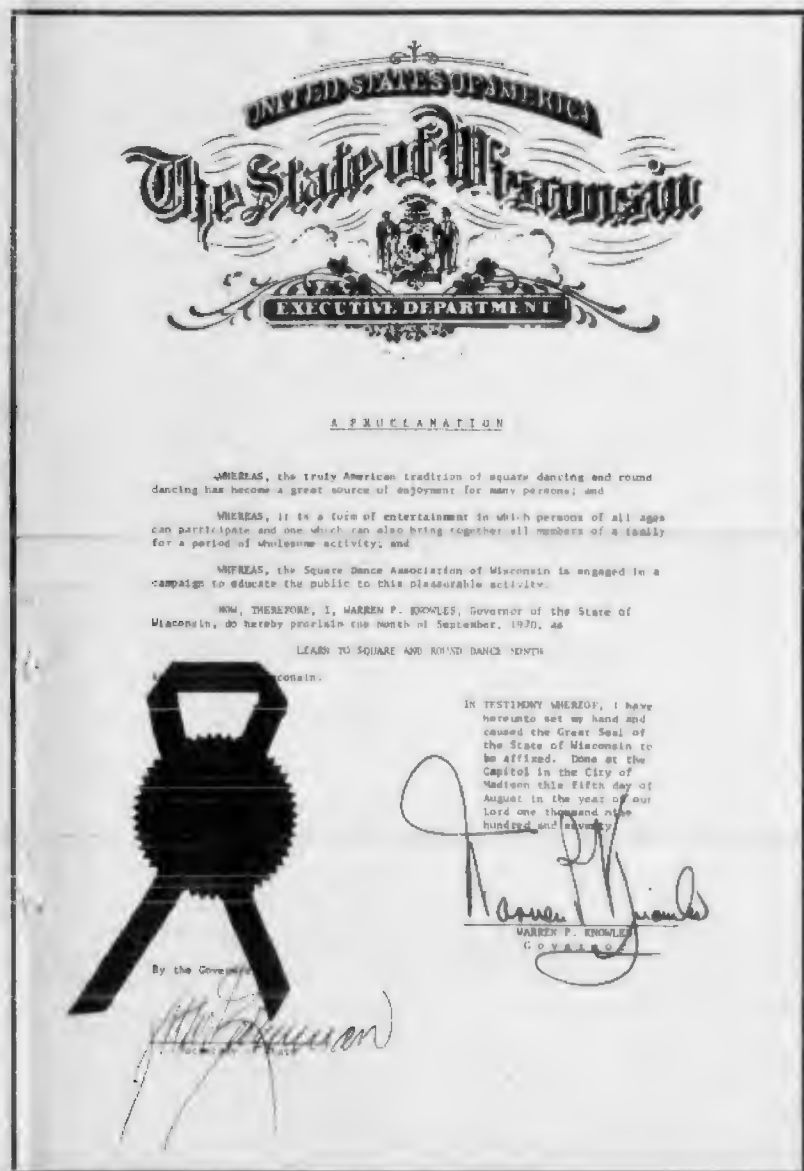 UNITED STATES OF AMERICA
The State of Wisconsin
EXECUTIVE DEPARTMENT
A PROCLAMATION
WHEREAS, the truly American tradition of square dancing and round
dancing has become a great source of enjoyment for many persons; and
WHEREAS, it is a form of entertainment in which persons of all ages
can participate and one which can also bring together all members of a family
for a period of wholesome activity; and
WHEREAS, the Square Dance Association of Wisconsin is engaged in a
campaign to educate the public to this pleasurable activity.
NOW, THEREFORE, I, WARREN P. KNOWLES, Governor of the State of
Wisconsin, do hereby proclaim the month of September, 1970, as
LEARN TO SQUARE AND ROUND DANCE MONTH
consin.
IN TESTIMONY WHEREOF, I have
hereunto set my hand and
caused the Great Seal of
the State of Wisconsin to
be affixed. Done at the
Capitol in the City of
Madison this fifth day of
August in the year of our
Lord one thousand nine
hundred and seventy
Warren P. Knowles
WARREN P. KNOWLES
Governor
By the Governor
Secretary of State